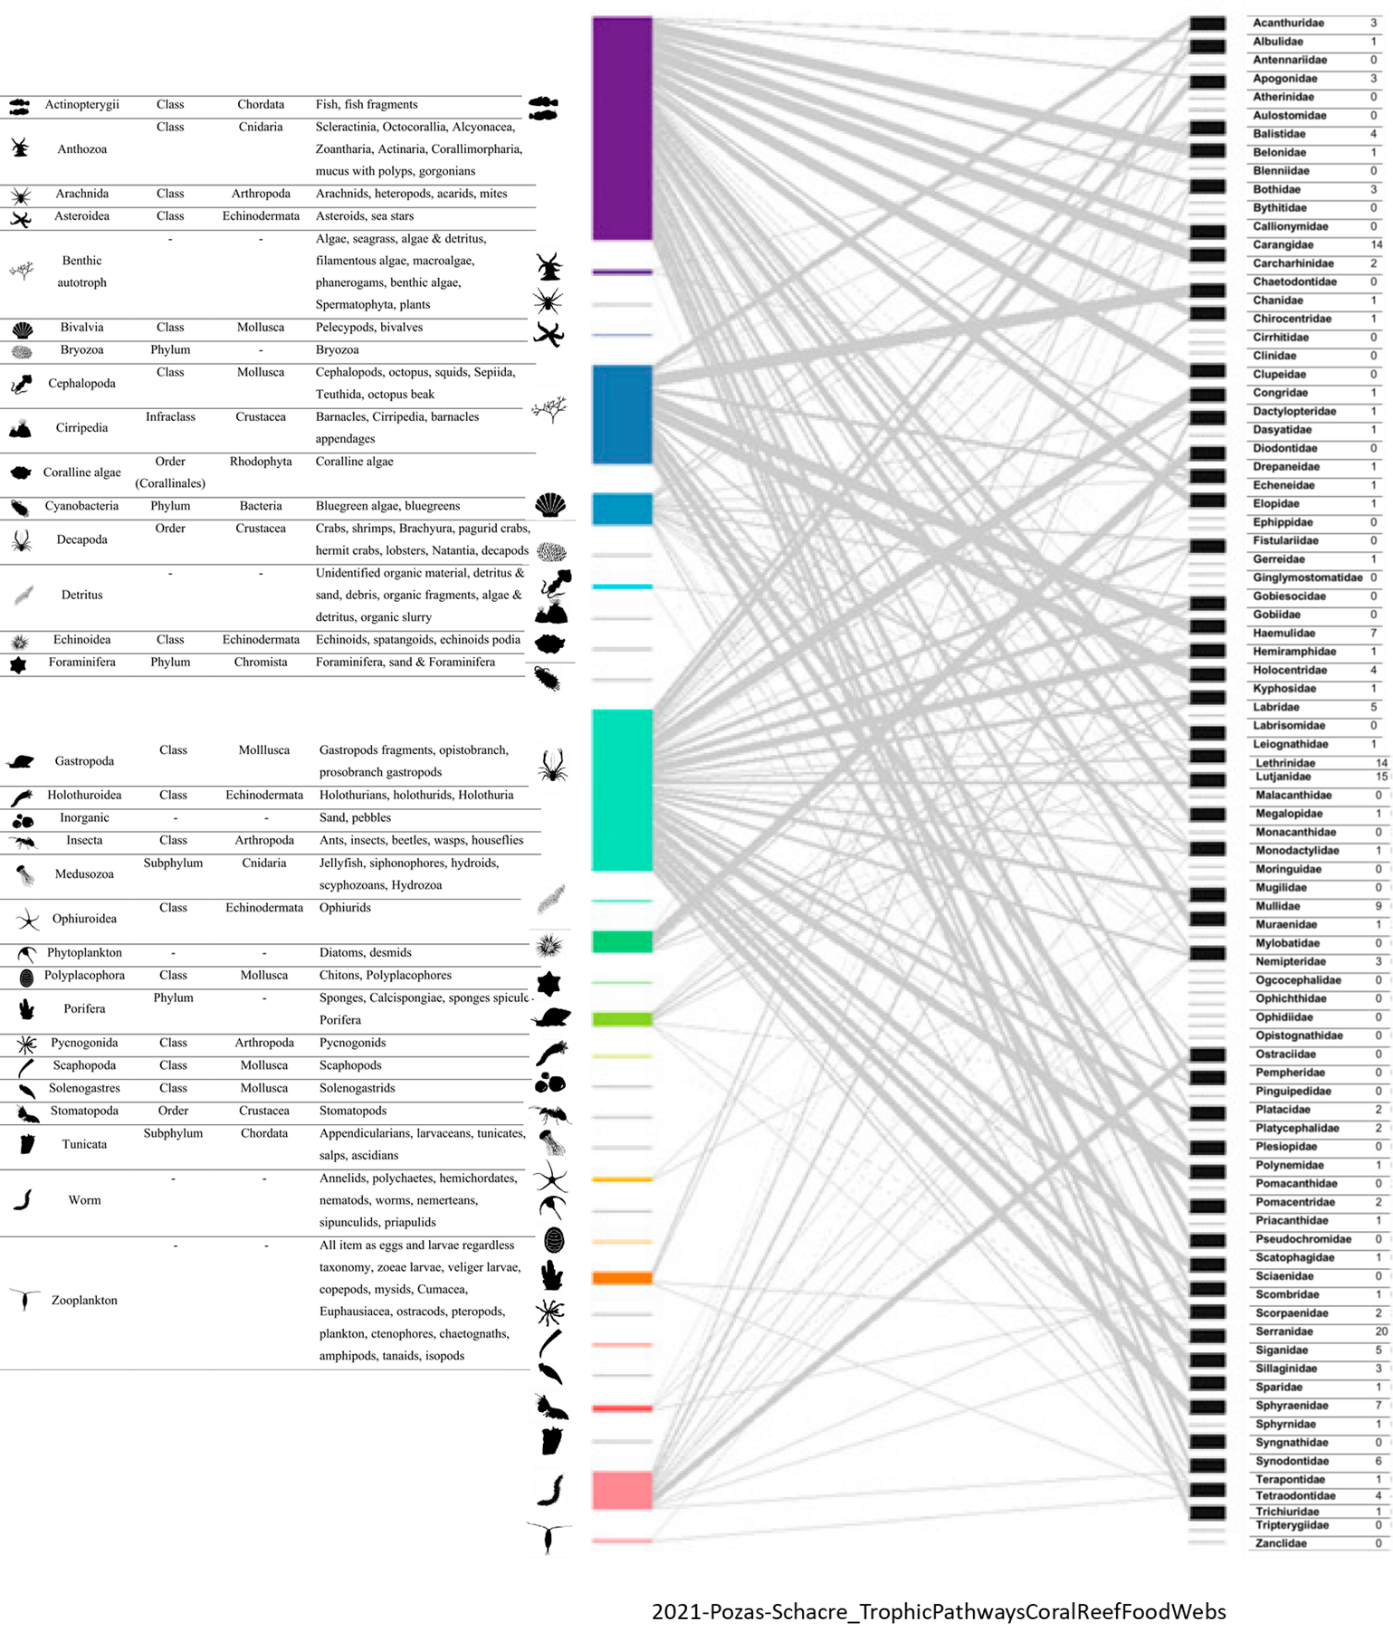 Actinopterygii Class Chordata Fish, fish fragments
Class Cnidaria Scleractinia, Octocorallia, Alcyonacea,
Anthozoa Zoantharia, Actinaria, Corallimorpharia,
mucus with polyps, gorgonians
Arachnida Class Arthropoda Arachnids, heteropods, acarids, mites
Asteroidea Class Echinodermata Asteroids, sea stars
- - Algae, seagrass, algae & detritus,
Benthic filamentous algae, macroalgae,
autotroph phanerogams, benthic algae,
Spermatophyta, plants
Bivalvia Class Mollusca Pelecypods, bivalves
Bryozoa Phylum - Bryozoa
Class Mollusca Cephalopods, octopus, squids, Sepiida,
Cephalopoda Teuthida, octopus beak
Infraclass Crustacea Barnacles, Cirripedia, barnacles
Cirripedia appendages
Order Rhodophyta Coralline algae
Coralline algae (Corallinales)
Cyanobacteria Phylum Bacteria Bluegreen algae, bluegreens
Order Crustacea Crabs, shrimps, Brachyura, pagurid crabs,
Decapoda hermit crabs, lobsters, Natantia, decapods
- - Unidentified organic material, detritus &
Detritus sand, debris, organic fragments, algae &
detritus, organic slurry
Echinoidea Class Echinodermata Echinoids, spatangoids, echinoids podia
Foraminifera Phylum Chromista Foraminifera, sand & Foraminifera
Class Molllusca Gastropods fragments, opistobranch,
Gastropoda prosobranch gastropods
Holothuroidea Class Echinodermata Holothurians, holothurids, Holothuria
Inorganic - - Sand, pebbles
Insecta Class Arthropoda Ants, insects, beetles, wasps, houseflies
Subphylum Cnidaria Jellyfish, siphonophores, hydroids,
Medusozoa scyphozoans, Hydrozoa
Class Echinodermata Ophiurids
Ophiuroidea
Phytoplankton - - Diatoms, desmids
Polyplacophora Class Mollusca Chitons, Polyplacophores
Phylum - Sponges, Calcispongiae, sponges spicule
Porifera Porifera
Pycnogonida Class Arthropoda Pycnogonids
Scaphopoda Class Mollusca Scaphopods
Solenogastres Class Mollusca Solenogastrids
Stomatopoda Order Crustacea Stomatopods
Subphylum Chordata Appendicularians, larvaceans, tunicates,
Tunicata salps, ascidians
- - Annelids, polychaetes, hemichordates,
Worm nematods, worms, nemerteans,
sipunculids, priapulids
- - All item as eggs and larvae regardless
taxonomy, zoeae larvae, veliger larvae,
copepods, mysids, Cumacea,
Zooplankton Euphausiacea, ostracods, pteropods,
plankton, ctenophores, chaetognaths,
amphipods, tanaids, isopods
Acanthuridae 3
Albulidae 1
Antennariidae 0
Apogonidae 3
Atherinidae 0
Aulostomidae 0
Balistidae 4
Belonidae 1
Blenniidae 0
Bothidae 3
Bythitidae 0
Callionymidae 0
Carangidae 14
Carcharhinidae 2
Chaetodontidae 0
Chanidae 1
Chirocentridae 1
Cirrhitidae 0
Clinidae 0
Clupeidae 0
Congridae 1
Dactylopteridae 1
Dasyatidae 1
Diodontidae 0
Drepaneidae 1
Echeneidae 1
Elopidae 1
Ephippidae 0
Fistulariidae 0
Gerreidae 1
Ginglymostomatidae 0
Gobiesocidae 0
Gobiidae 0
Haemulidae 7
Hemiramphidae 1
Holocentridae 4
Kyphosidae 1
Labridae 5
Labrisomidae 0
Leiognathidae 1
Lethrinidae 14
Lutjanidae 15
Malacanthidae 0
Megalopidae 1
Monacanthidae 0
Monodactylidae 1
Moringuidae 0
Mugilidae 0
Mullidae 9
Muraenidae 1
Mylobatidae 0
Nemipteridae 3
Ogcocephalidae 0
Ophichthidae 0
Ophidiidae 0
Opistognathidae 0
Ostraciidae 0
Pempheridae 0
Pinguipedidae 0
Platacidae 2
Platycephalidae 2
Plesiopidae 0
Polynemidae 1
Pomacanthidae 0
Pomacentridae 2
Priacanthidae 1
Pseudochromidae 0
Scatophagidae 1
Sciaenidae 0
Scombridae 1
Scorpaenidae 2
Serranidae 20
Siganidae 5
Sillaginidae 3
Sparidae 1
Sphyraenidae 7
Sphyrnidae 1
Syngnathidae 0
Synodontidae 6
Terapontidae 1
Tetraodontidae 4
Trichiuridae 1
Tripterygiidae 0
Zanclidae 0
2021-Pozas-Schacre_TrophicPathwaysCoralReefFoodWebs